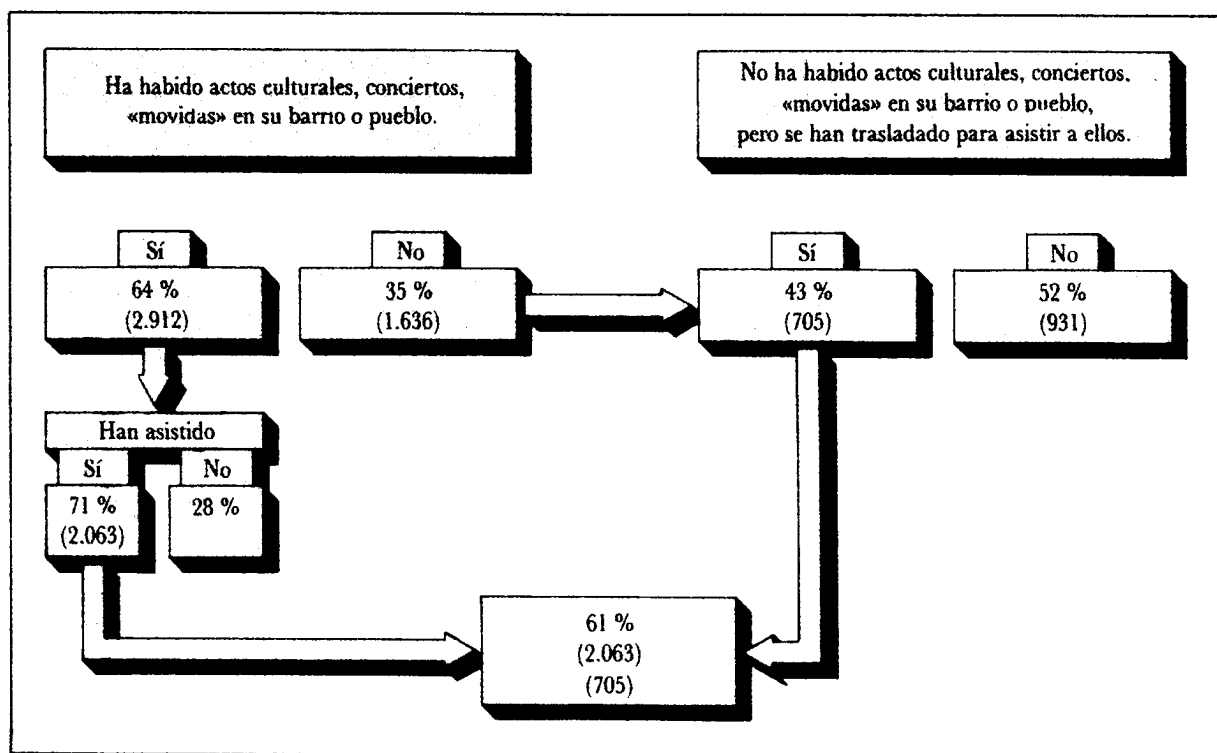 Ha habido actos culturales, conciertos,
«movidas» en su barrio o pueblo.
No ha habido actos culturales, conciertos.
«movidas» en su barrio o pueblo,
pero se han trasladado para asistir a ellos.
Sí
64 %
(2.912)
No
35 %
(1.636)
Sí
43 %
(705)
No
52 %
(931)
Han asistido
Sí
71 %
(2.063)
No
28 %
61 %
(2.063)
(705)